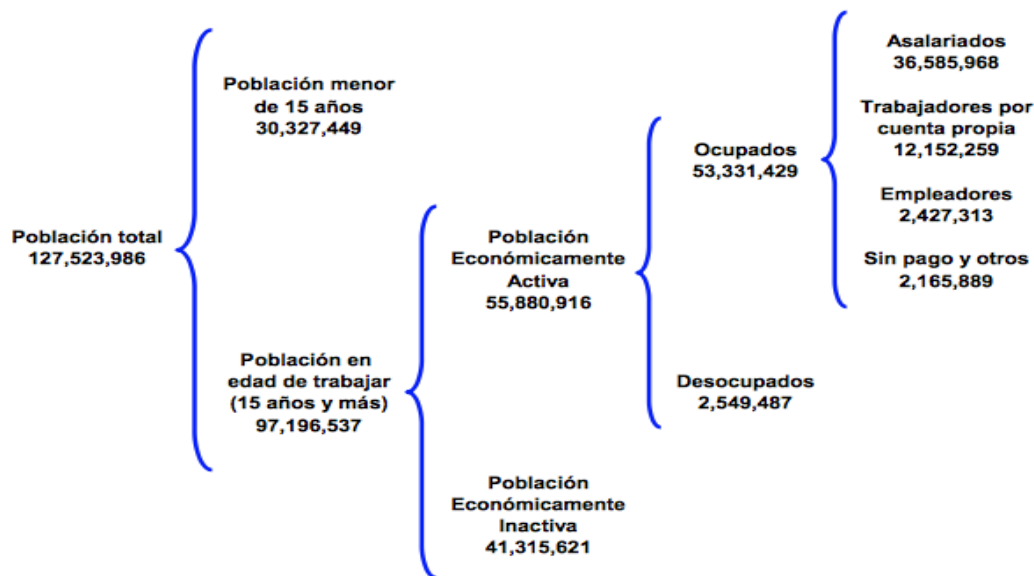 Población total
127,523,986
Población menor
de 15 años
30,327,449
Población en
edad de trabajar
(15 años y más)
97,196,537
Población
Económicamente
Activa
55,880,916
Población
Económicamente
Inactiva
41,315,621
Ocupados
53,331,429
Desocupados
2,549,487
Asalariados
36,585,968
Trabajadores por
cuenta propia
12,152,259
Empleadores
2,427,313
Sin pago y otros
2,165,889